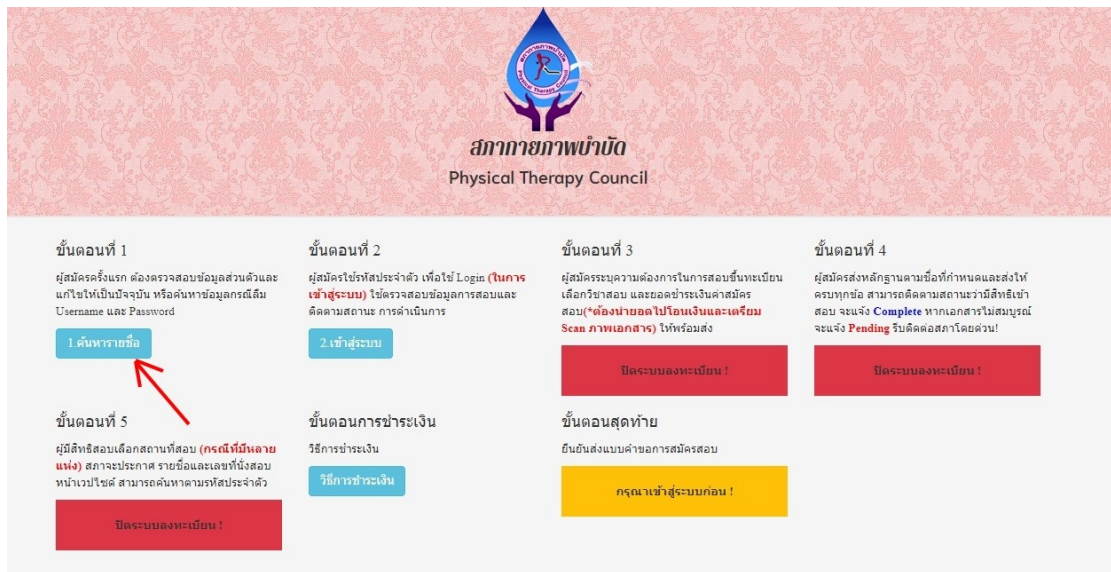 สภากายภาพบำบัด
Physical Therapy Council
สภากายภาพบำบัด
Physical Therapy Council
ขั้นตอนที่ 1
ผู้สมัครครั้งแรก ต้องตรวจสอบข้อมูลส่วนตัวและ
แก้ไขให้เป็นปัจจุบัน หรือค้นหาข้อมูลกรณีลืม
Username และ Password
1.ค้นหารายชื่อ
ขั้นตอนที่ 2
ผู้สมัครใช้รหัสประจำตัว เพื่อใช้ Login (ในการ
เข้าสู่ระบบ) ใช้ตรวจสอบข้อมูลการสอบและ
ติดตามสถานะ การดำเนินการ
2.เข้าสู่ระบบ
ขั้นตอนที่ 3
ผู้สมัครระบุความต้องการในการสอบขึ้นทะเบียน
เลือกวิชาสอบ และยอดชำระเงินค่าสมัคร
สอบ(*ต้องนำยอดไปโอนเงินและเตรียม
Scan ภาพเอกสาร) ให้พร้อมส่ง
ปิดระบบลงทะเบียน !
ขั้นตอนที่ 4
ผู้สมัครส่งหลักฐานตามชื่อที่กำหนดและส่งให้
ครบทุกข้อ สามารถติดตามสถานะว่ามีสิทธิเข้า
สอบ จะแจ้ง Complete หากเอกสารไม่สมบูรณ์
จะแจ้ง Pending รีบติดต่อสภาโดยด่วน!
ปิดระบบลงทะเบียน !
ขั้นตอนที่ 5
ผู้มีสิทธิสอบเลือกสถานที่สอบ (กรณีที่มีหลาย
แห่ง) สภาจะประกาศ รายชื่อและเลขที่นั่งสอบ
หน้าเวปไซด์ สามารถค้นหาตามรหัสประจำตัว
ปิดระบบลงทะเบียน !
ขั้นตอนการชำระเงิน
วิธีการชำระเงิน
วิธีการชำระเงิน
ขั้นตอนสุดท้าย
ยืนยันส่งแบบคำขอการสมัครสอบ
กรุณาเข้าสู่ระบบก่อน !